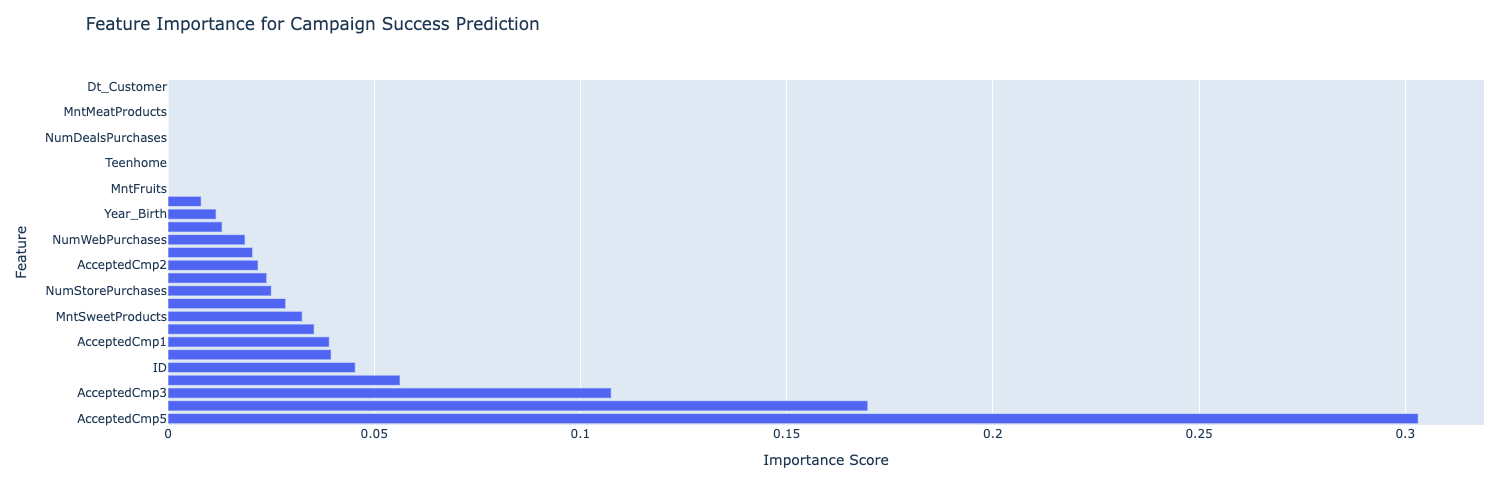 Feature Importance for Campaign Success Prediction
Dt_Customer
MntMeatProducts
NumDealsPurchases
Teenhome
MntFruits
Year_Birth
NumWebPurchases
AcceptedCmp2
NumStorePurchases
MntSweetProducts
AcceptedCmp1
ID
AcceptedCmp3
AcceptedCmp5
Feature
0 0.05 0.1 0.15 0.2 0.25 0.3
Importance Score